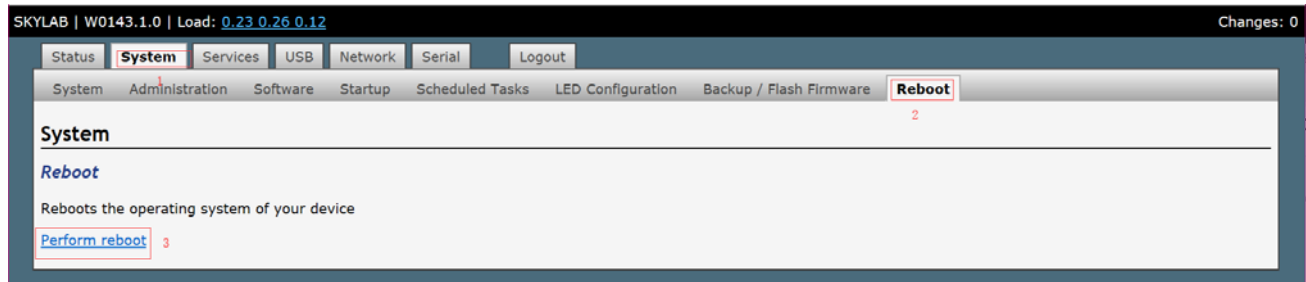 SKYLAB | W0143.1.0 | Load: 0.23 0.26 0.12 Changes: 0
Status System Services USB Network Serial Logout
1
System Administration Software Startup Scheduled Tasks LED Configuration Backup / Flash Firmware Reboot
2
System
Reboot
Reboots the operating system of your device
Perform reboot 3